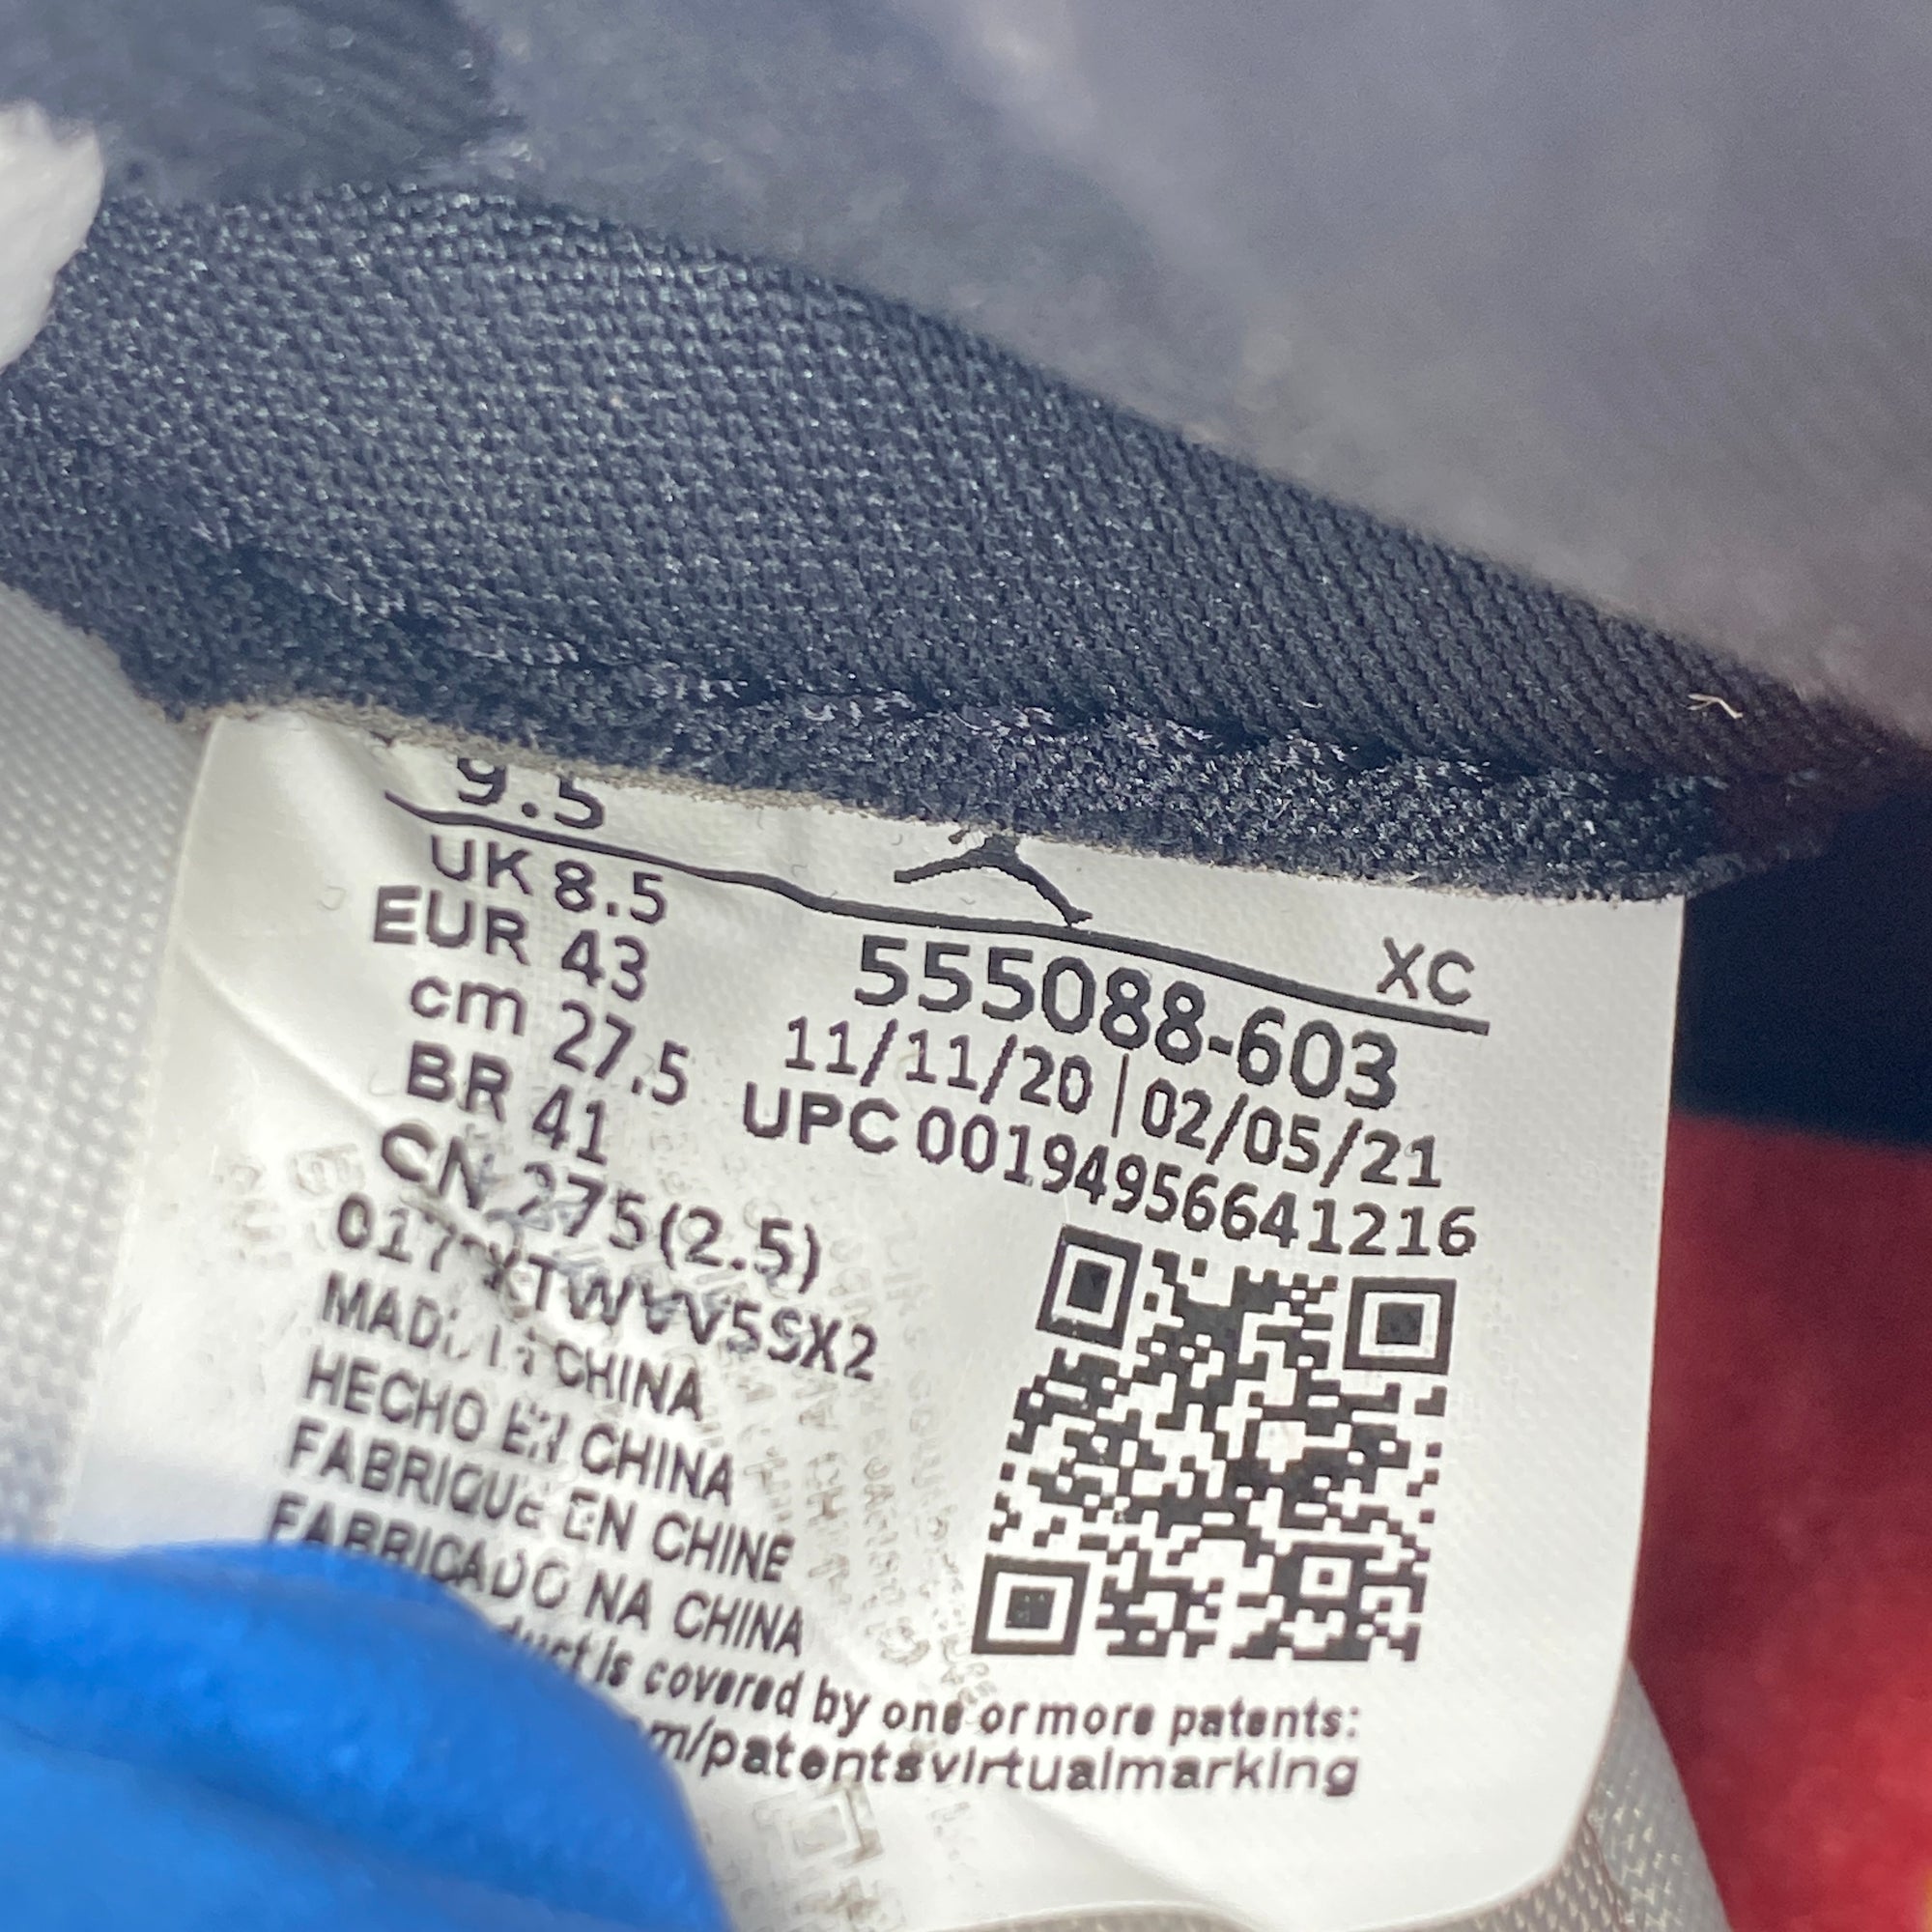 9.5
UK 8.5
EUR 43
cm 27.5
BR 41
CN 275(2.5)
XC
555088-603
11/11/20 | 02/05/21
UPC 00194956641216
MADE IN CHINA
HECHO EN CHINA
FABRIQUE EN CHINE
FABRICADO NA CHINA
is covered by one or more patents:
m/patentsvirtualmarking